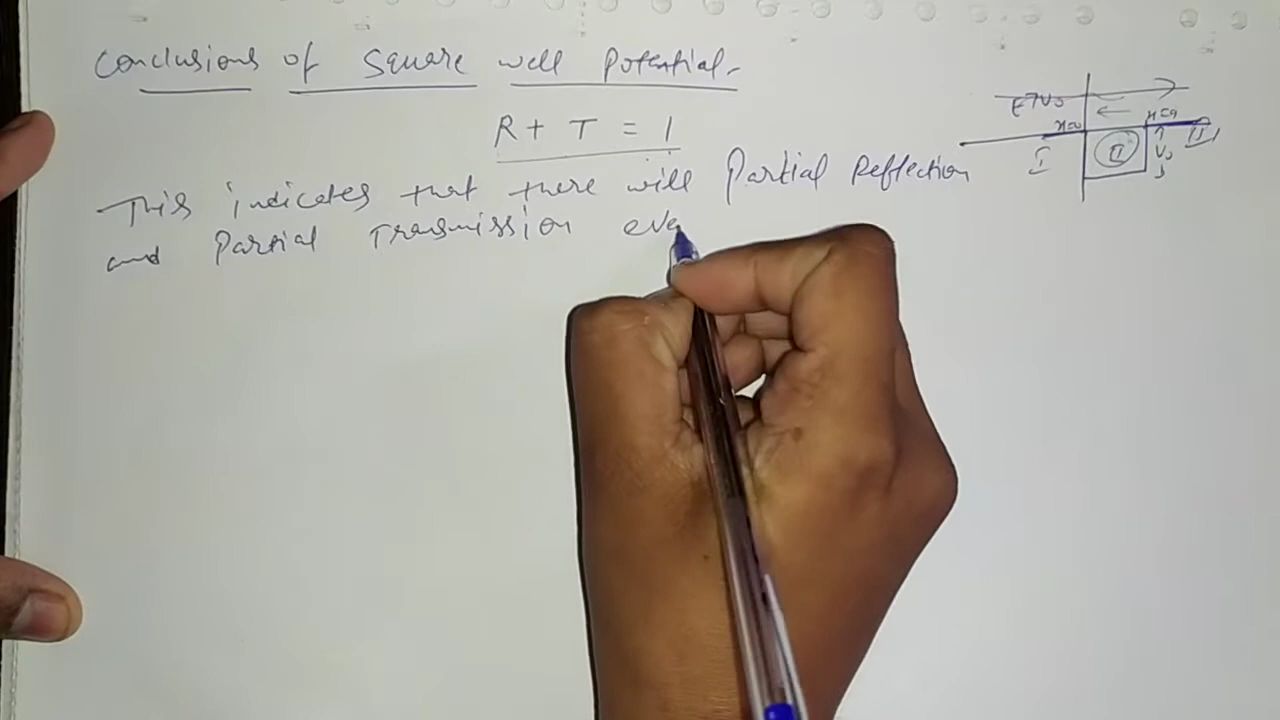 Conclusions of Square well Potential.
R + T = 1
This indicates that there will Partial Reflection
and Partial Transmission eve
E>V₀
x=0
x=a
I
II
V₀
III